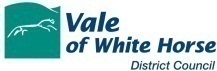 Vale
of White Horse
District Council